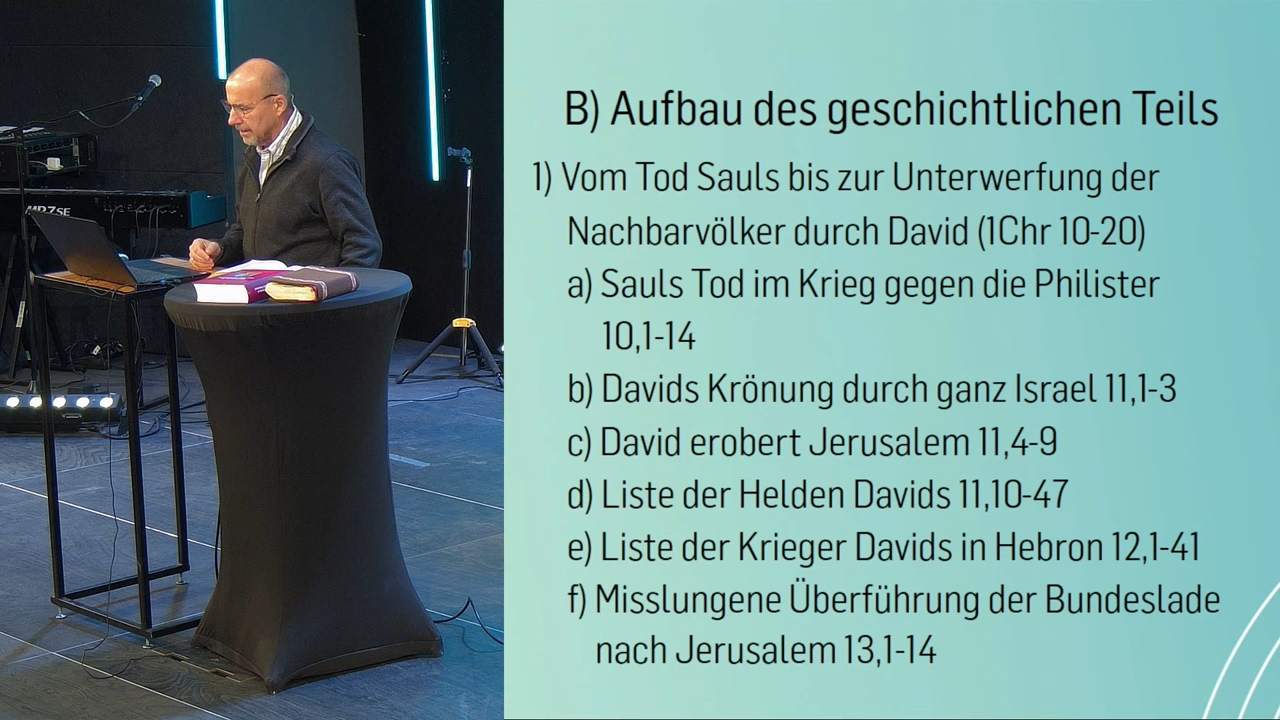 B) Aufbau des geschichtlichen Teils
1) Vom Tod Sauls bis zur Unterwerfung der
Nachbarvölker durch David (1Chr 10-20)
a) Sauls Tod im Krieg gegen die Philister
10,1-14
b) Davids Krönung durch ganz Israel 11,1-3
c) David erobert Jerusalem 11,4-9
d) Liste der Helden Davids 11,10-47
e) Liste der Krieger Davids in Hebron 12,1-41
f) Misslungene Überführung der Bundeslade
nach Jerusalem 13,1-14